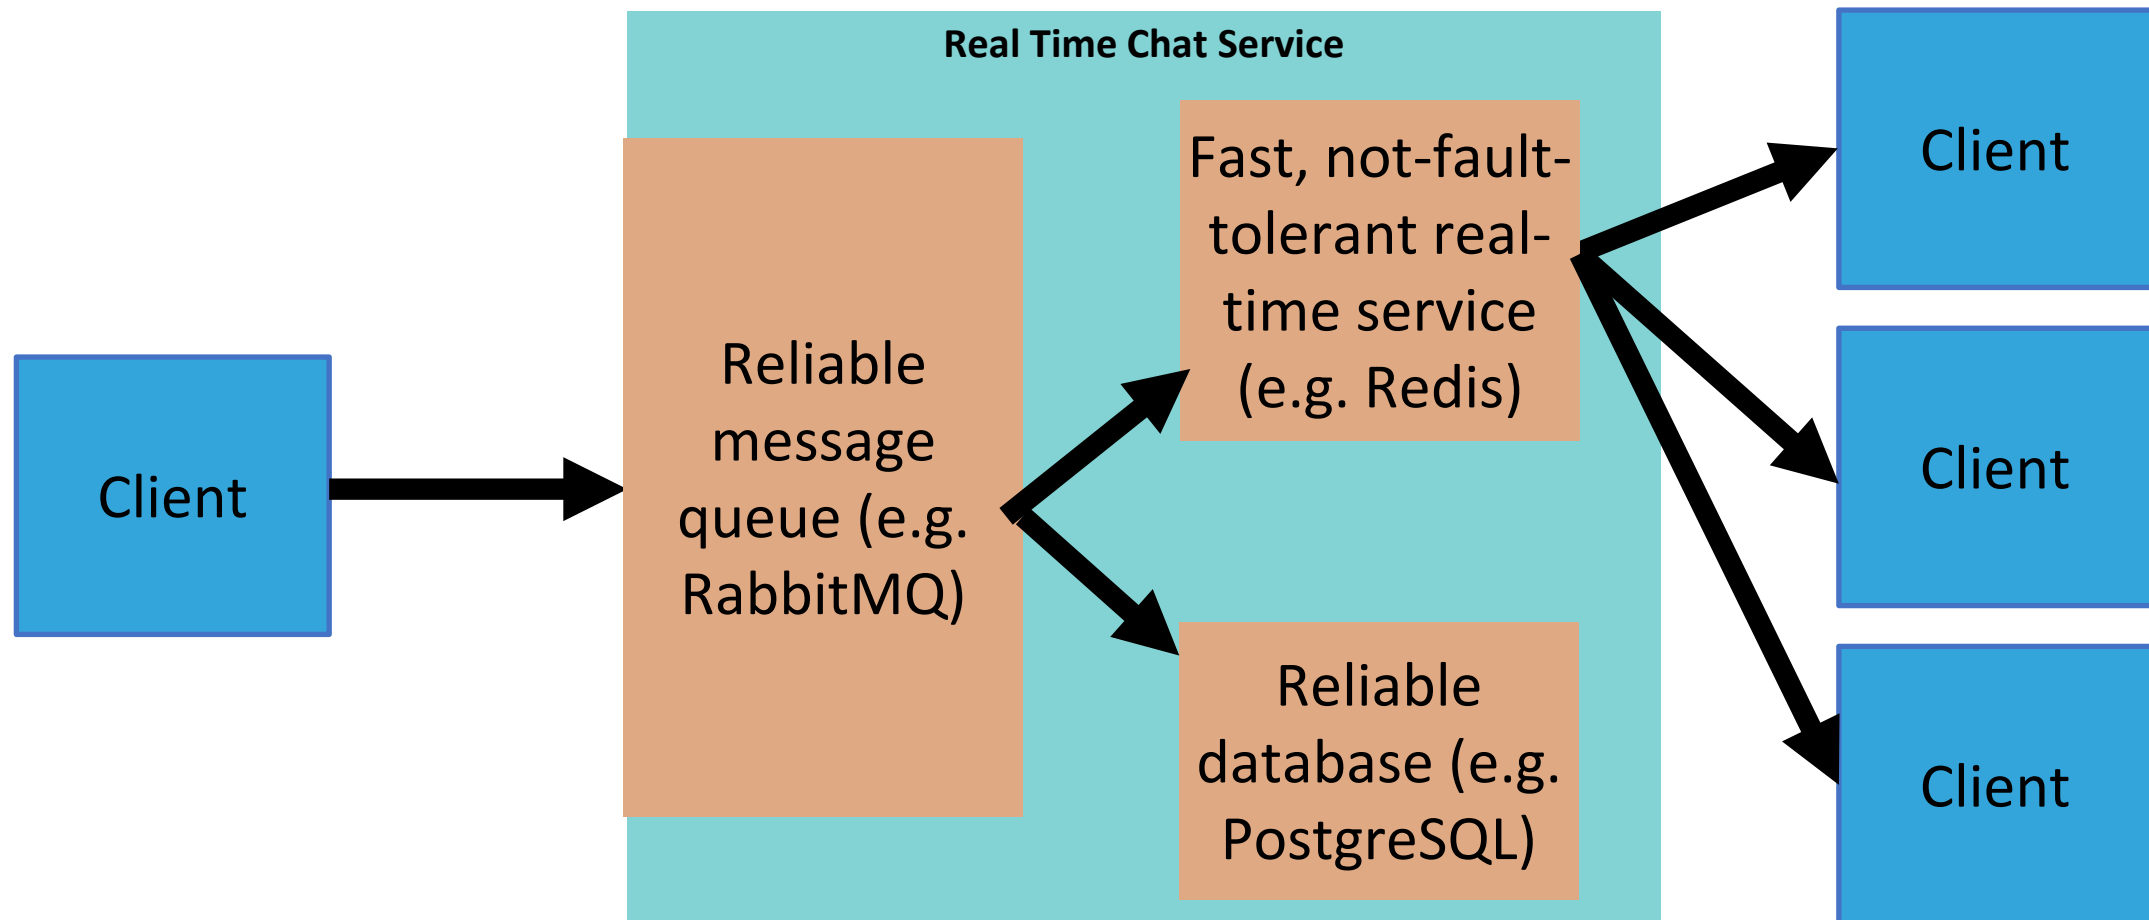 Real Time Chat Service
Client
Reliable
message
queue (e.g.
RabbitMQ)
Fast, not-fault-
tolerant real-
time service
(e.g. Redis)
Reliable
database (e.g.
PostgreSQL)
Client
Client
Client